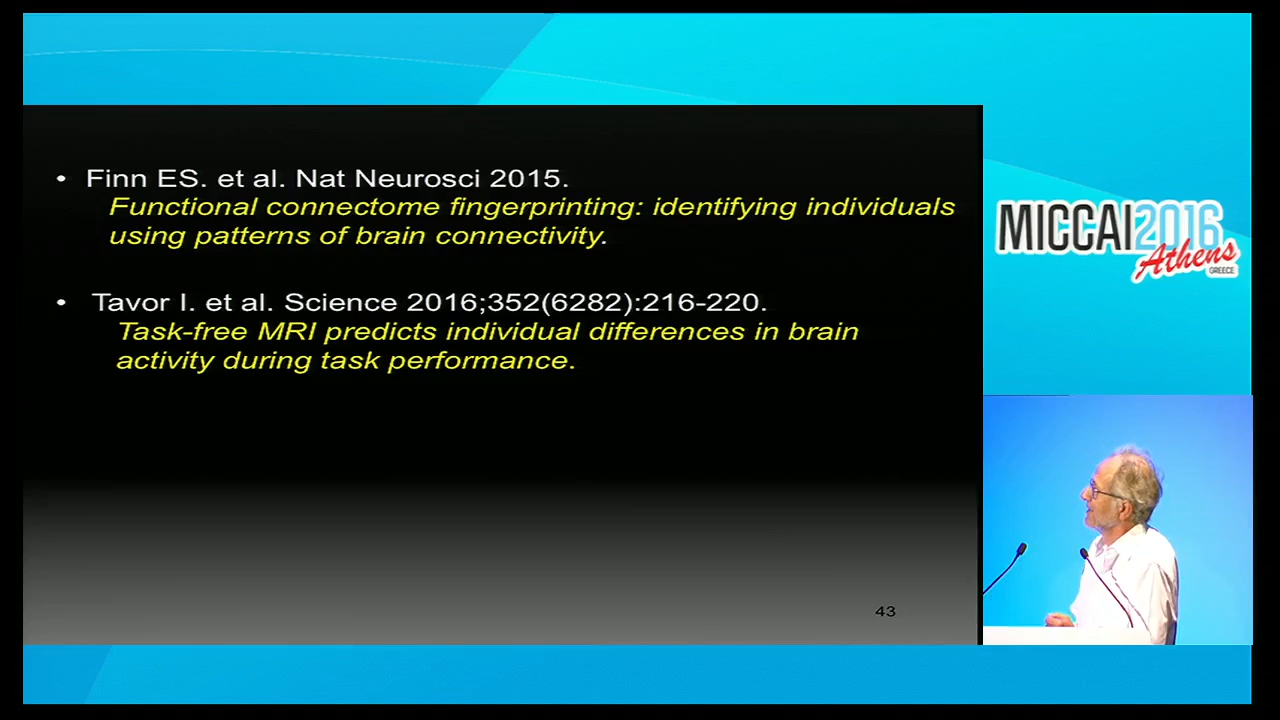 • Finn ES. et al. Nat Neurosci 2015.
Functional connectome fingerprinting: identifying individuals
using patterns of brain connectivity.
• Tavor I. et al. Science 2016;352(6282):216-220.
Task-free MRI predicts individual differences in brain
activity during task performance.
43
MICCAI2016
Athens
GREECE